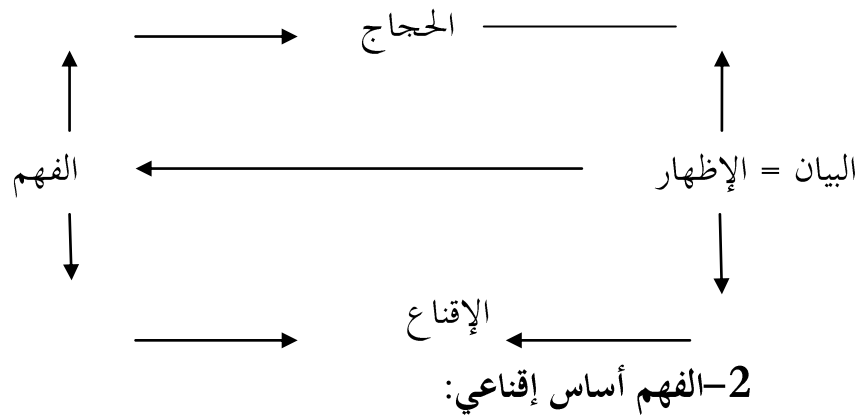 الحجاج
البيان = الإظهار
الفهم
الإقناع
2-الفهم أساس إقناعي: